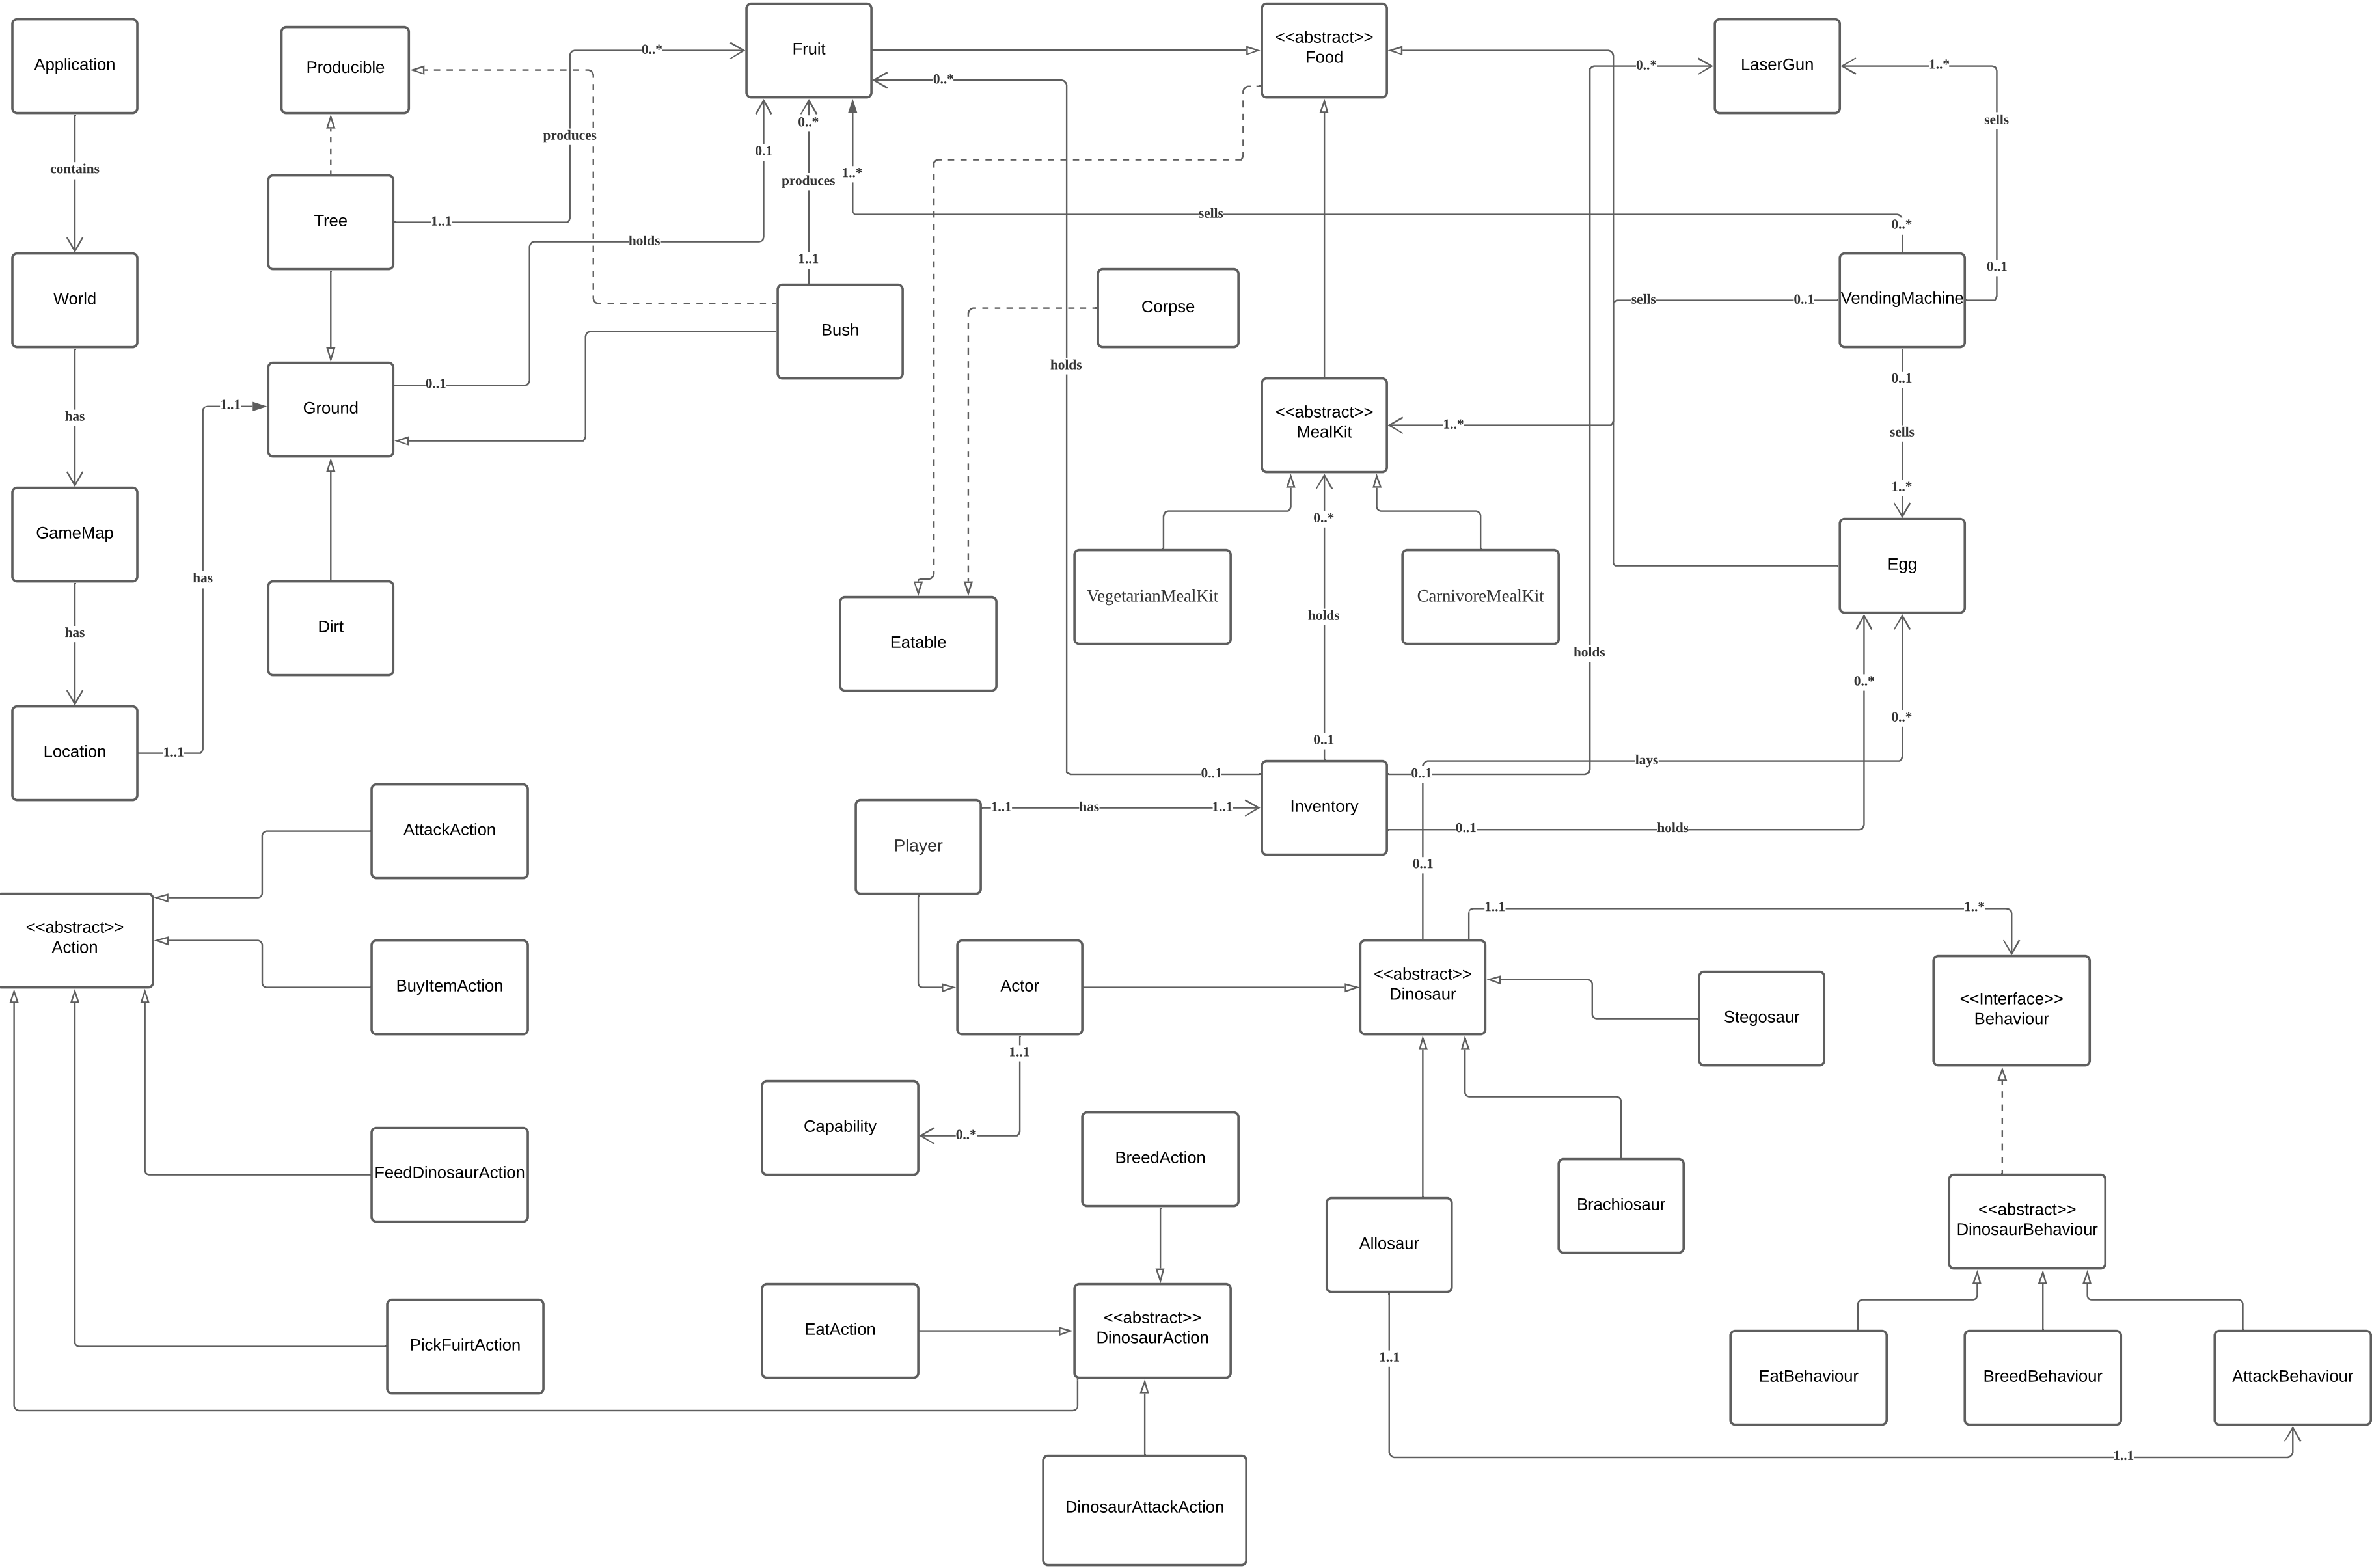 Application
Producible
Fruit
<<abstract>>
Food
LaserGun
0..*
0..*
0..*
1..*
produces
0..*
0.1
sells
contains
1..*
produces
Tree
1..1
holds
sells
0..*
1..1
0..1
World
Corpse
sells
0..1
VendingMachine
Bush
holds
0..1
0..1
1..1
Ground
<<abstract>>
MealKit
has
1..*
sells
1..*
0..*
GameMap
has
VegetarianMealKit
CarnivoreMealKit
Egg
holds
has
Dirt
Eatable
holds
0..*
0..*
0..1
Location
1..1
lays
0..1
0..1
1..1
has
1..1
Inventory
AttackAction
Player
0..1
holds
0..1
1..1
1..*
<<abstract>>
Action
BuyItemAction
Actor
<<abstract>>
Dinosaur
Stegosaur
<<Interface>>
Behaviour
1..1
Capability
0..*
BreedAction
FeedDinosaurAction
Brachiosaur
<<abstract>>
DinosaurBehaviour
Allosaur
EatAction
<<abstract>>
DinosaurAction
PickFuirtAction
1..1
EatBehaviour
BreedBehaviour
AttackBehaviour
1..1
DinosaurAttackAction